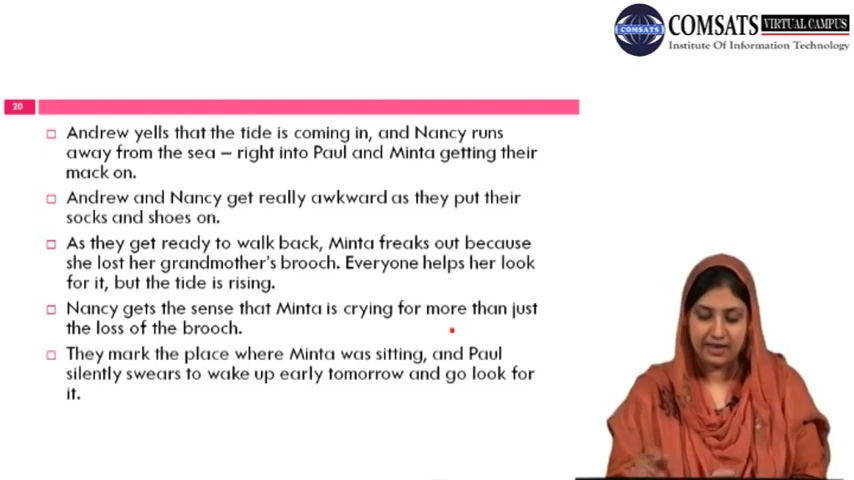 COMSATS
COMSATS VIRTUAL CAMPUS
Institute Of Information Technology
20
Andrew yells that the tide is coming in, and Nancy runs
away from the sea – right into Paul and Minta getting their
mack on.
Andrew and Nancy get really awkward as they put their
socks and shoes on.
As they get ready to walk back, Minta freaks out because
she lost her grandmother's brooch. Everyone helps her look
for it, but the tide is rising.
Nancy gets the sense that Minta is crying for more than just
the loss of the brooch.
They mark the place where Minta was sitting, and Paul
silently swears to wake up early tomorrow and go look for
it.